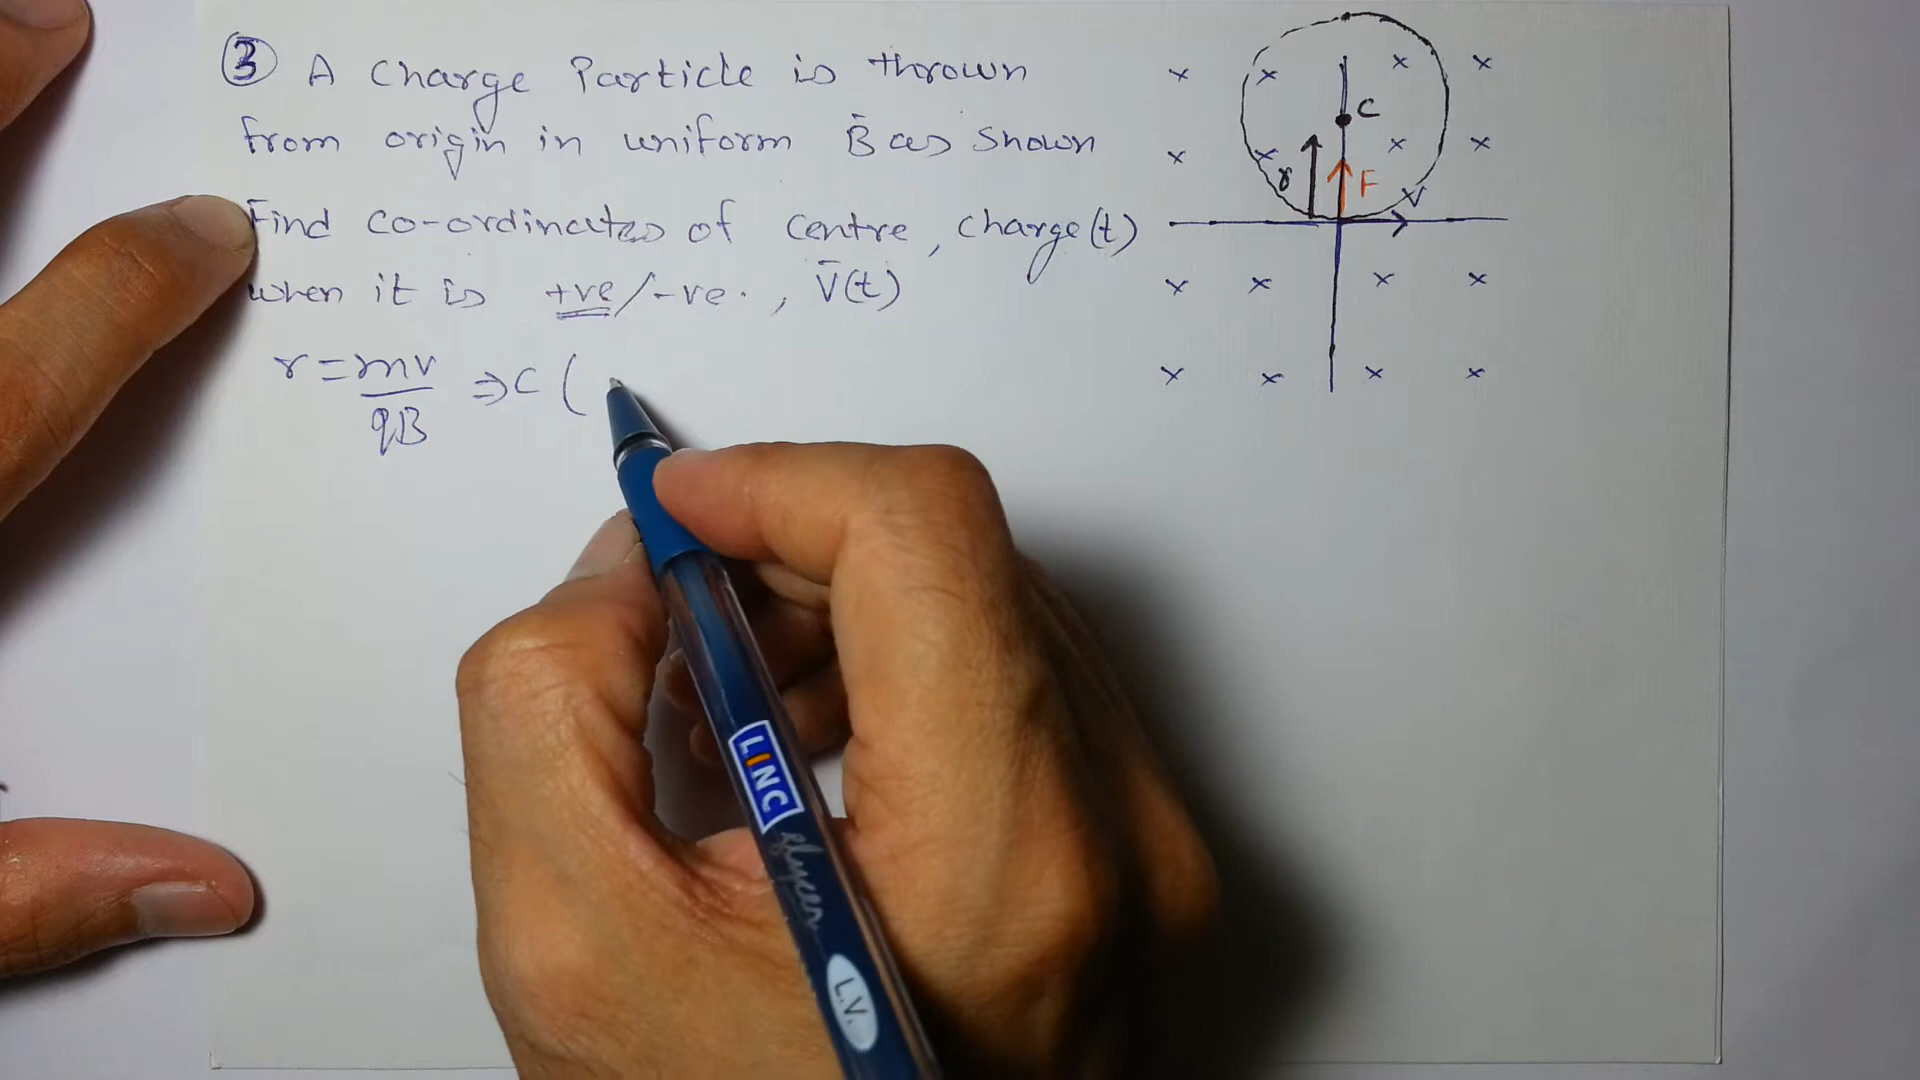 ③ A Charge Particle is thrown
from origin in uniform B̄ as shown
Find co-ordinates of centre, charge(t)
when it is +ve/-ve. , V̄(t)
r = mv/qB ⇒ C (
x x x x
C
x x x x
r F V
x x x x
x x x x
LINC
glycer
L.V.